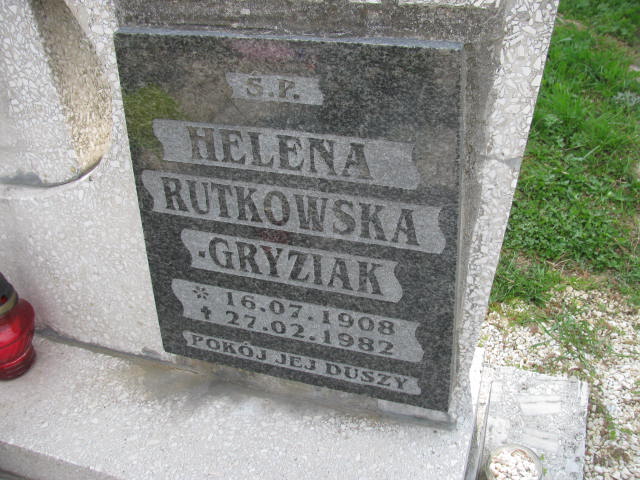 Ś.P.
HELENA
RUTKOWSKA
-GRYZIAK
* 16.07.1908
✝ 27.02.1982
POKÓJ JEJ DUSZY